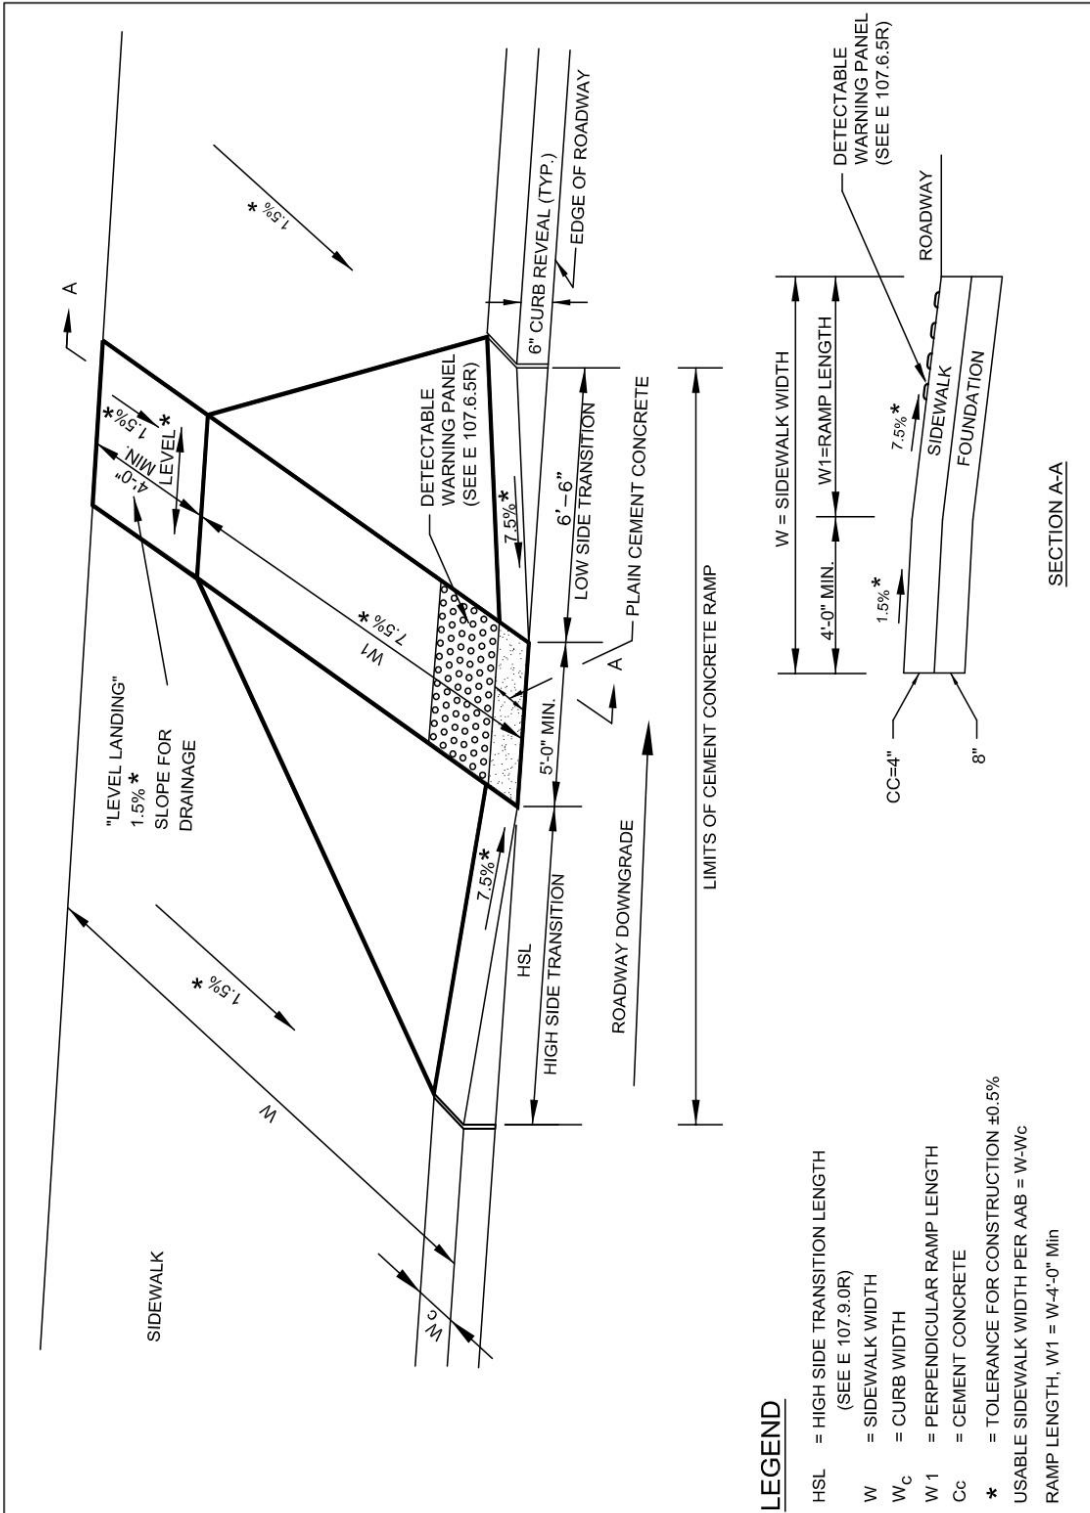 SIDEWALK
W
W_C
1.5%*
"LEVEL LANDING"
1.5% *
SLOPE FOR
DRAINAGE
4'-0"
MIN.
1.5%*
LEVEL*
A
1.5%*
W1
7.5%*
DETECTABLE
WARNING PANEL
(SEE E 107.6.5R)
7.5%*
7.5%*
6" CURB REVEAL (TYP.)
EDGE OF ROADWAY
HSL
HIGH SIDE TRANSITION
5'-0" MIN.
6'–6"
LOW SIDE TRANSITION
PLAIN CEMENT CONCRETE
A
ROADWAY DOWNGRADE
LIMITS OF CEMENT CONCRETE RAMP
LEGEND
HSL = HIGH SIDE TRANSITION LENGTH
(SEE E 107.9.0R)
W = SIDEWALK WIDTH
W_C = CURB WIDTH
W 1 = PERPENDICULAR RAMP LENGTH
Cc = CEMENT CONCRETE
* = TOLERANCE FOR CONSTRUCTION ±0.5%
USABLE SIDEWALK WIDTH PER AAB = W-Wc
RAMP LENGTH, W1 = W-4'-0" Min
W = SIDEWALK WIDTH
4'-0" MIN.
W1=RAMP LENGTH
1.5%*
7.5%*
DETECTABLE
WARNING PANEL
(SEE E 107.6.5R)
ROADWAY
SIDEWALK
FOUNDATION
CC=4"
8"
SECTION A-A